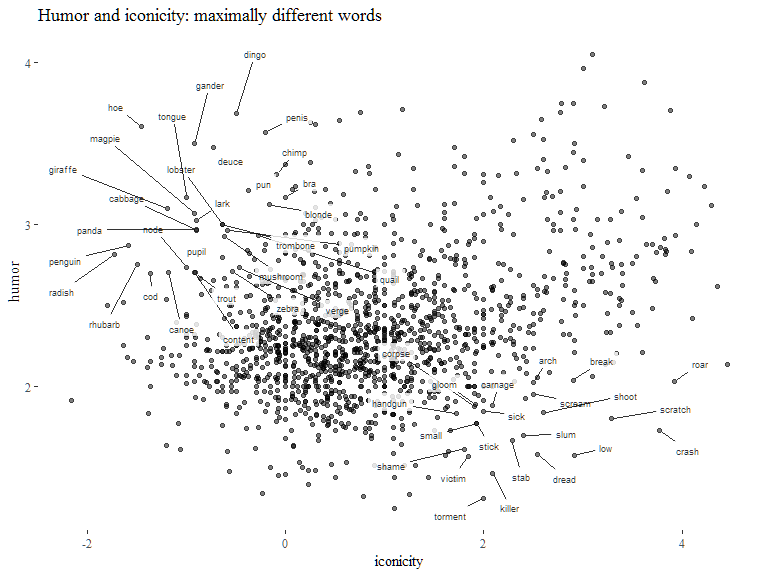 Humor and iconicity: maximally different words
dingo
4
gander
hoe
tongue
penis
magpie
chimp
deuce
giraffe
lobster
pun
bra
cabbage
lark
blonde
3
panda
node
trombone
pumpkin
pupil
penguin
mushroom
quail
radish
cod
trout
zebra
verge
rhubarb
canoe
content
corpse
arch
break
roar
2
gloom
carnage
handgun
scream
shoot
sick
scratch
small
slum
stick
low
crash
shame
victim
stab
dread
torment
killer
-2
0
2
4
iconicity
humor